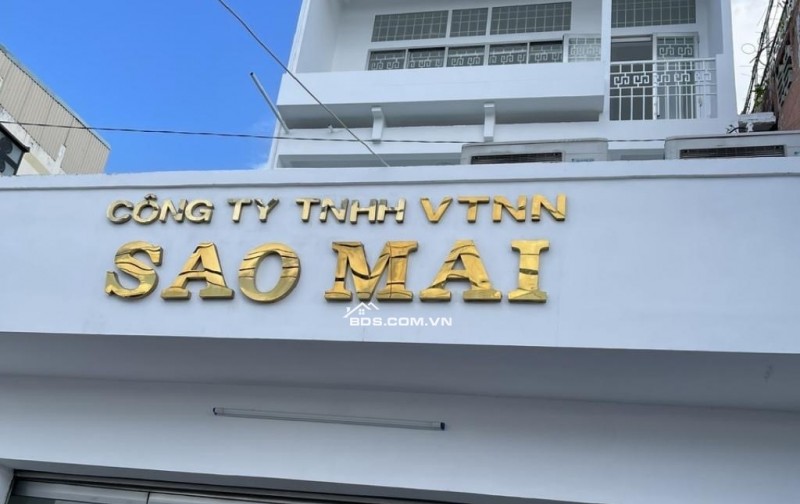 CÔNG TY TNHH VTNN
SAO MAI
BDS.COM.VN